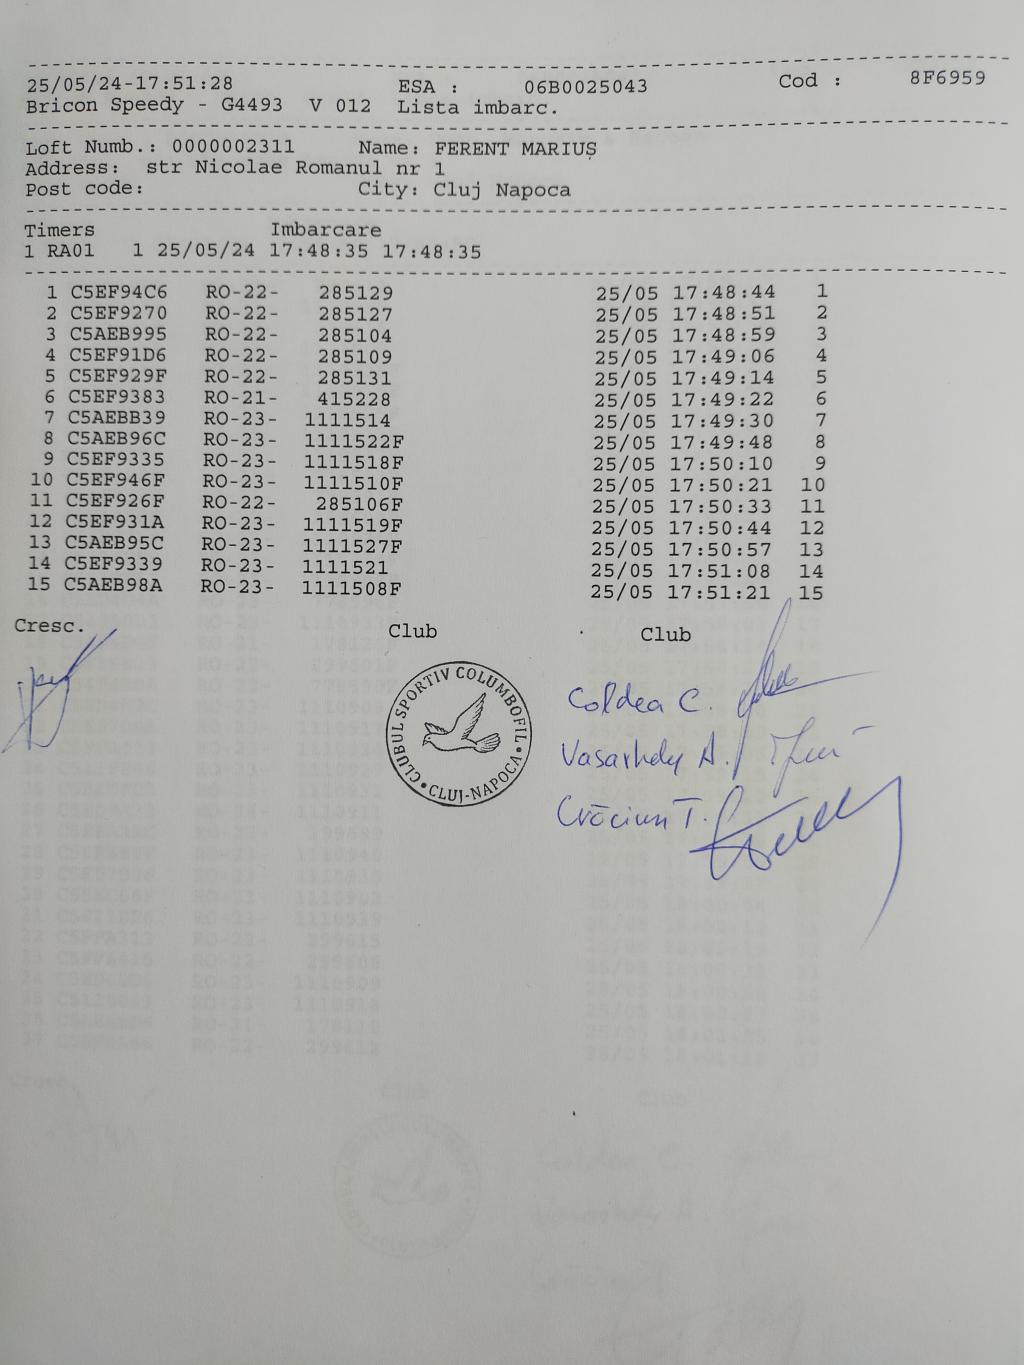 25/05/24-17:51:28 ESA : 06B0025043 Cod : 8F6959
Bricon Speedy - G4493 V 012 Lista imbarc.
Loft Numb.: 0000002311 Name: FERENT MARIUŞ
Address: str Nicolae Romanul nr 1
Post code: City: Cluj Napoca
Timers Imbarcare
1 RA01 1 25/05/24 17:48:35 17:48:35
1 C5EF94C6 RO-22- 285129 25/05 17:48:44 1
2 C5EF9270 RO-22- 285127 25/05 17:48:51 2
3 C5AEB995 RO-22- 285104 25/05 17:48:59 3
4 C5EF91D6 RO-22- 285109 25/05 17:49:06 4
5 C5EF929F RO-22- 285131 25/05 17:49:14 5
6 C5EF9383 RO-21- 415228 25/05 17:49:22 6
7 C5AEBB39 RO-23- 1111514 25/05 17:49:30 7
8 C5AEB96C RO-23- 1111522F 25/05 17:49:48 8
9 C5EF9335 RO-23- 1111518F 25/05 17:50:10 9
10 C5EF946F RO-23- 1111510F 25/05 17:50:21 10
11 C5EF926F RO-22- 285106F 25/05 17:50:33 11
12 C5EF931A RO-23- 1111519F 25/05 17:50:44 12
13 C5AEB95C RO-23- 1111527F 25/05 17:50:57 13
14 C5EF9339 RO-23- 1111521 25/05 17:51:08 14
15 C5AEB98A RO-23- 1111508F 25/05 17:51:21 15
Cresc. Club Club
CLUBUL SPORTIV COLUMBOFIL
CLUJ-NAPOCA
Coldea C.
Vasarhely A.
Crăciun T.